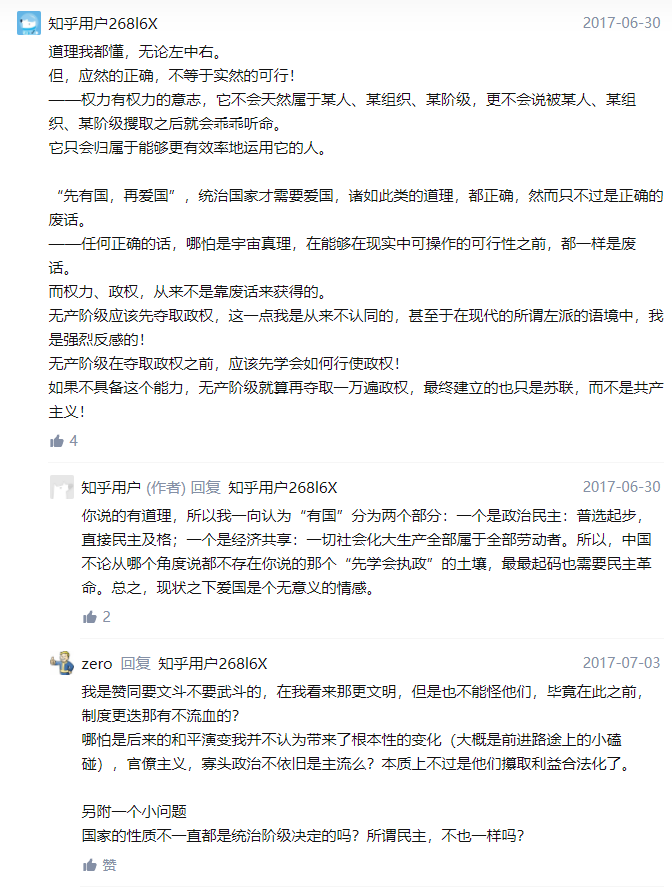 知乎用户268l6X 2017-06-30
道理我都懂，无论左中右。
但，应然的正确，不等于实然的可行！
——权力有权力的意志，它不会天然属于某人、某组织、某阶级，更不会说被某人、某组
织、某阶级攫取之后就会乖乖听命。
它只会归属于能够更有效率地运用它的人。
“先有国，再爱国”，统治国家才需要爱国，诸如此类的道理，都正确，然而只不过是正确的
废话。
——任何正确的话，哪怕是宇宙真理，在能够在现实中可操作的可行性之前，都一样是废
话。
而权力、政权，从来不是靠废话来获得的。
无产阶级应该先夺取政权，这一点我是从来不认同的，甚至于在现代的所谓左派的语境中，我
是强烈反感的！
无产阶级在夺取政权之前，应该先学会如何行使政权！
如果不具备这个能力，无产阶级就算再夺取一万遍政权，最终建立的也只是苏联，而不是共产
主义！
4
知乎用户 (作者) 回复 知乎用户268l6X 2017-06-30
你说的有道理，所以我一向认为“有国”分为两个部分：一个是政治民主：普选起步，
直接民主及格；一个是经济共享：一切社会化大生产全部属于全部劳动者。所以，中国
不论从哪个角度说都不存在你说的那个“先学会执政”的土壤，最最起码也需要民主革
命。总之，现状之下爱国是个无意义的情感。
2
zero 回复 知乎用户268l6X 2017-07-03
我是赞同要文斗不要武斗的，在我看来那更文明，但是也不能怪他们，毕竟在此之前，
制度更迭那有不流血的？
哪怕是后来的和平演变我并不认为带来了根本性的变化（大概是前进路途上的小磕
碰），官僚主义，寡头政治不依旧是主流么？本质上不过是他们攥取利益合法化了。
另附一个小问题
国家的性质不一直都是统治阶级决定的吗？所谓民主，不也一样吗？
赞